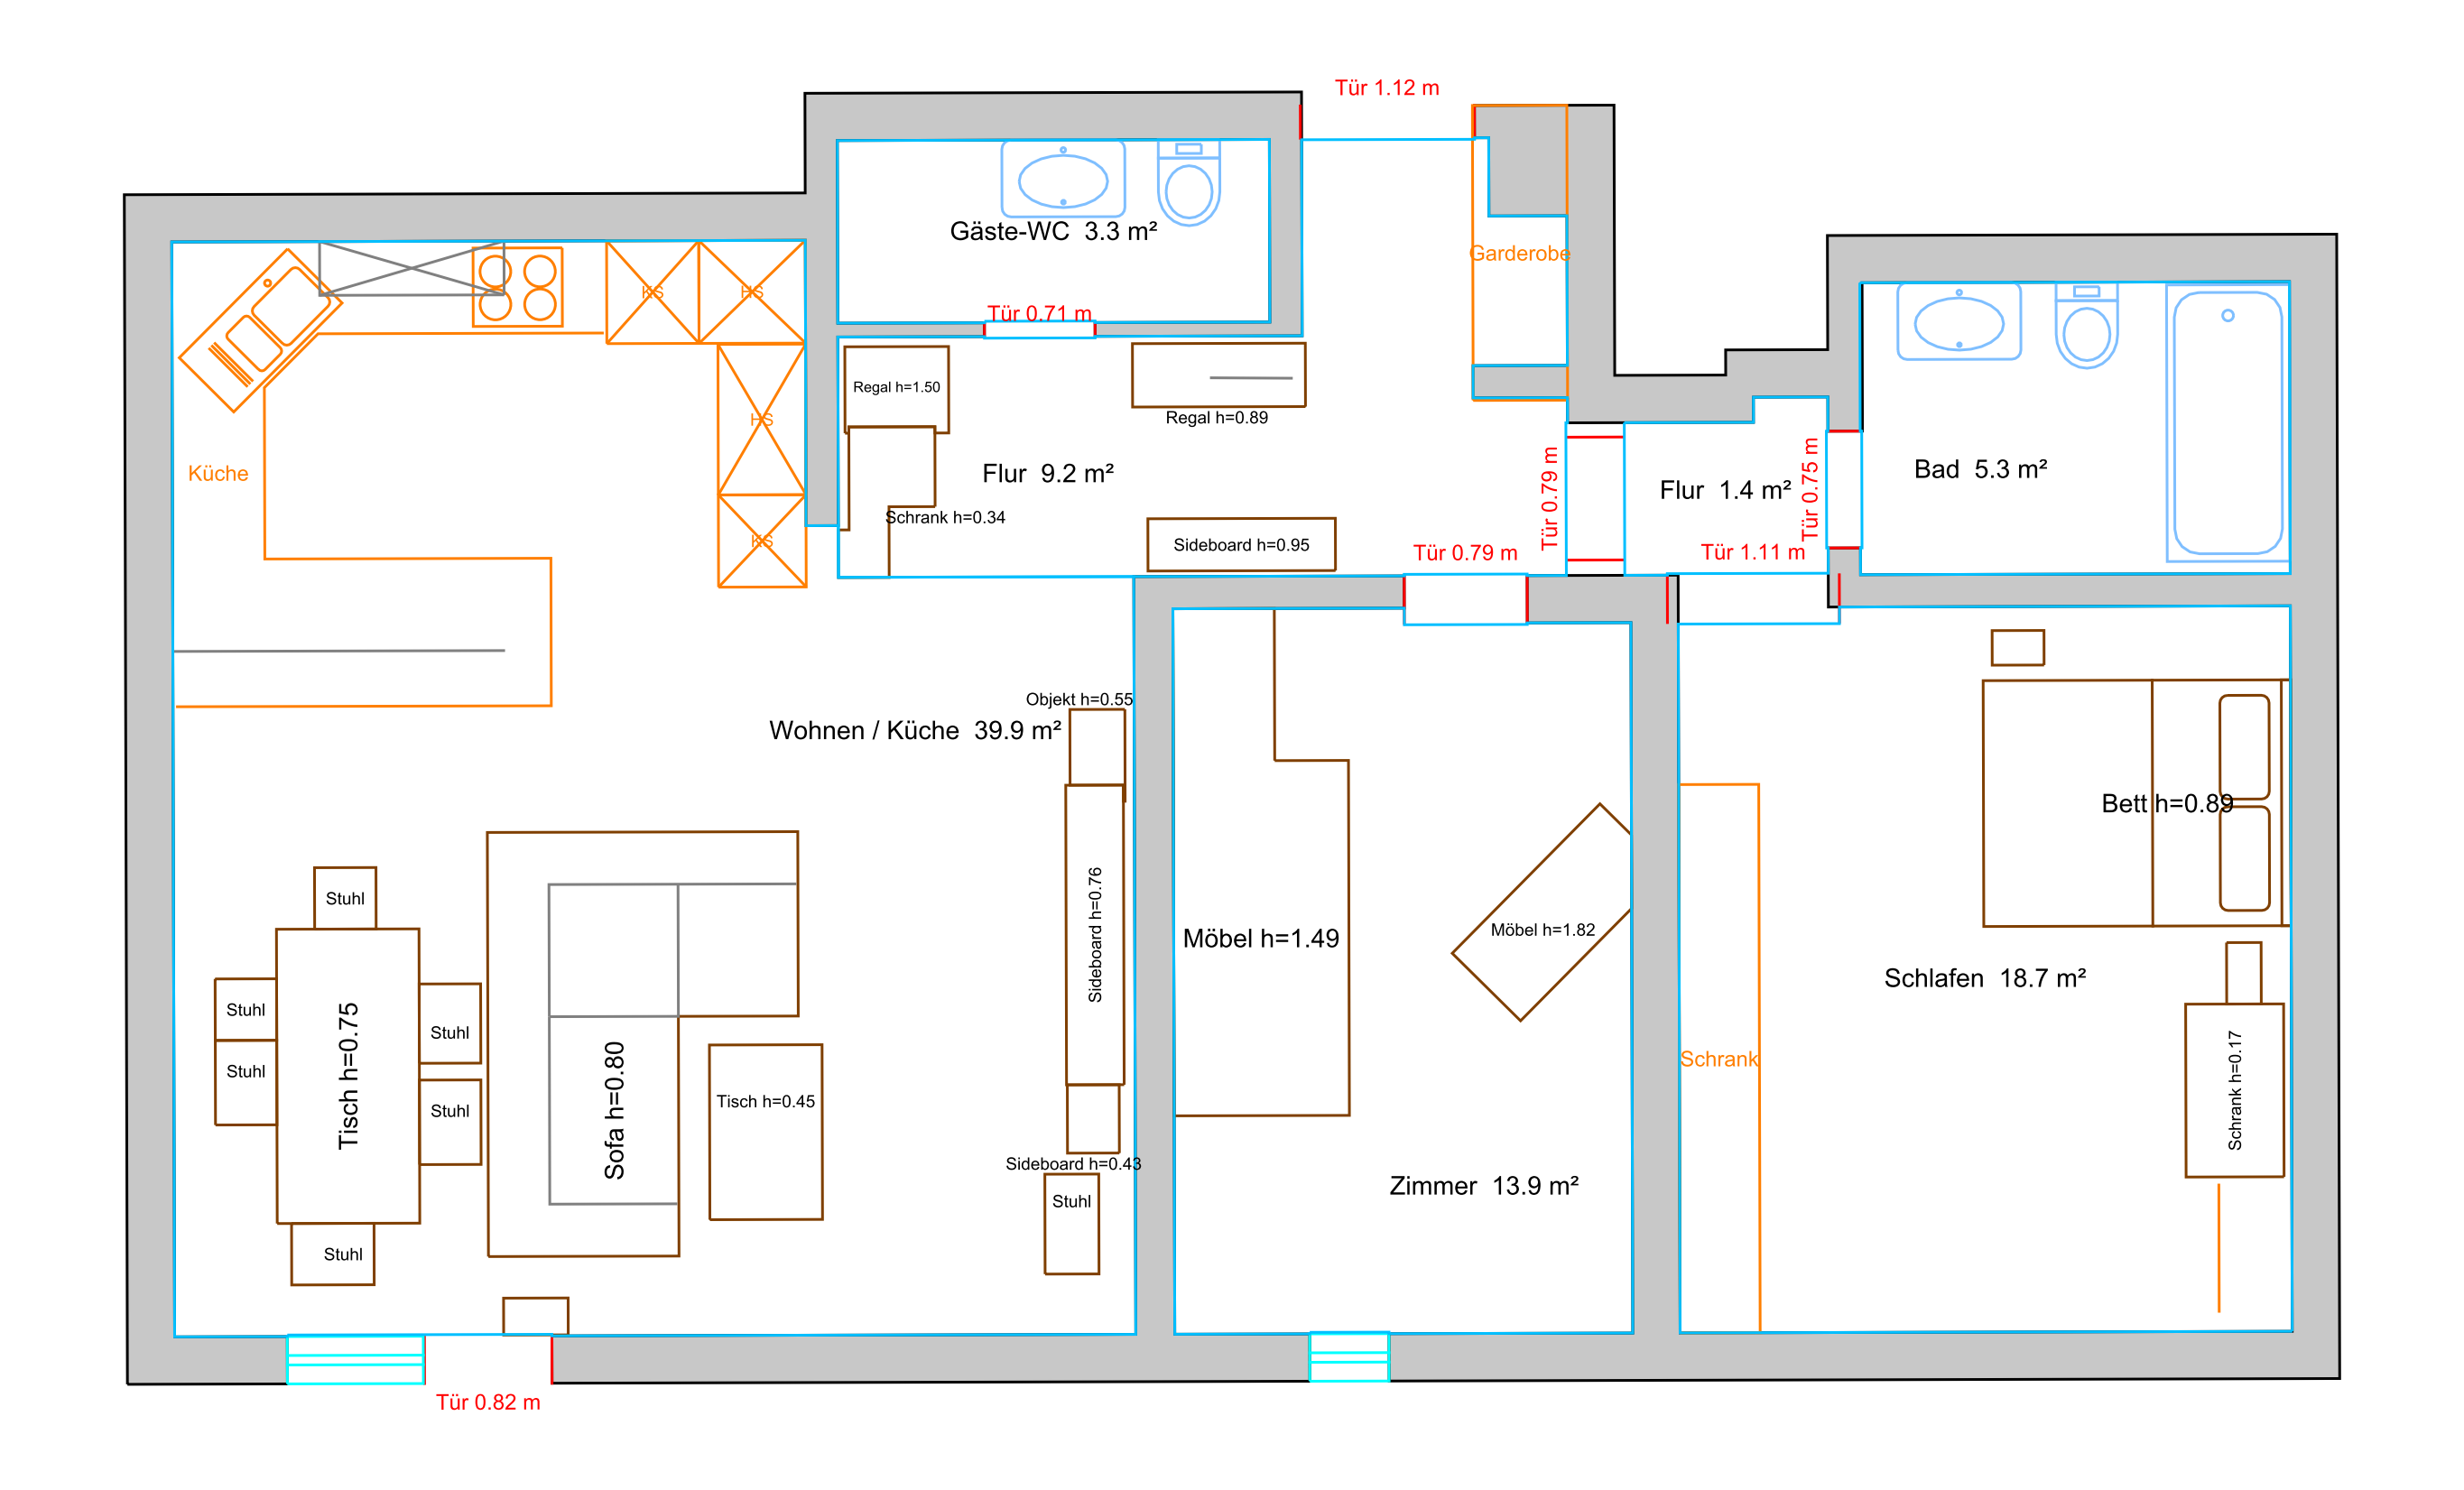 Tür 1.12 m
Gäste-WC  3.3 m²
Garderobe
KS
HS
Tür 0.71 m
Regal h=1.50
Regal h=0.89
HS
Küche
Flur  9.2 m²
Tür 0.79 m
Flur  1.4 m²
Tür 0.75 m
Bad  5.3 m²
Schrank h=0.34
KS
Sideboard h=0.95
Tür 0.79 m
Tür 1.11 m
Objekt h=0.55
Wohnen / Küche  39.9 m²
Bett h=0.89
Stuhl
Sideboard h=0.76
Möbel h=1.49
Möbel h=1.82
Schlafen  18.7 m²
Stuhl
Stuhl
Tisch h=0.75
Stuhl
Stuhl
Sofa h=0.80
Tisch h=0.45
Schrank
Schrank h=0.17
Sideboard h=0.43
Stuhl
Zimmer  13.9 m²
Stuhl
Tür 0.82 m